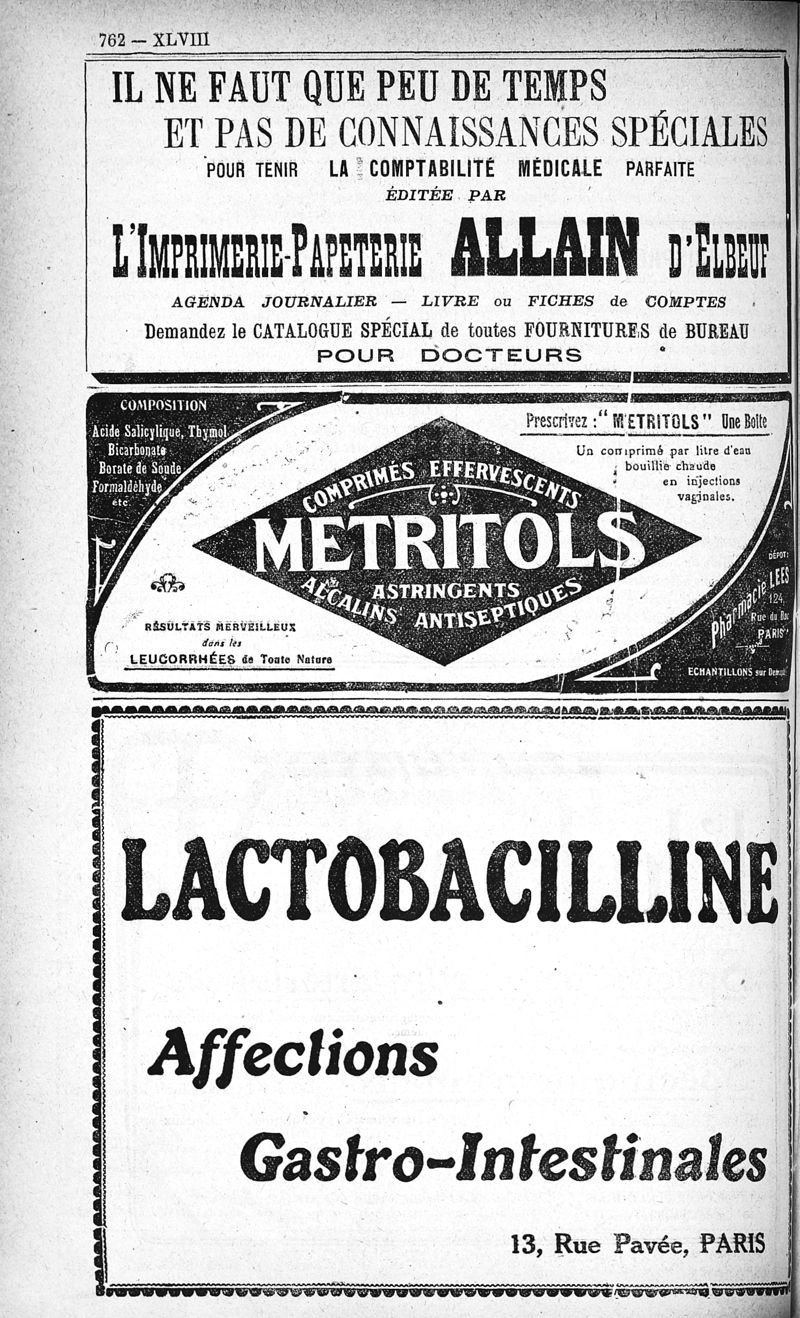 762 — XLVIII
IL NE FAUT QUE PEU DE TEMPS
ET PAS DE CONNAISSANCES SPÉCIALES
POUR TENIR LA COMPTABILITÉ MÉDICALE PARFAITE
ÉDITÉE PAR
L'IMPRIMERIE-PAPETERIE ALLAIN D'ELBEUF
AGENDA JOURNALIER — LIVRE ou FICHES de COMPTES
Demandez le CATALOGUE SPÉCIAL de toutes FOURNITURES de BUREAU
POUR DOCTEURS
COMPOSITION
Acide Salicylique, Thymol
Bicarbonate
Borate de Soude
Formaldéhyde
etc.
Prescrivez : "METRITOLS" Une Boite
Un comprimé par litre d'eau
bouillie chaude
en injections
vaginales.
COMPRIMÉS EFFERVESCENTS
METRITOLS
ASTRINGENTS
ALCALINS ANTISEPTIQUES
RÉSULTATS MERVEILLEUX
dans les
LEUCORRHÉES de Toute Nature
DÉPOT:
Pharmacie LEES
124,
Rue du Bac
PARIS
ECHANTILLONS sur
LACTOBACILLINE
Affections
Gastro-Intestinales
13, Rue Pavée, PARIS